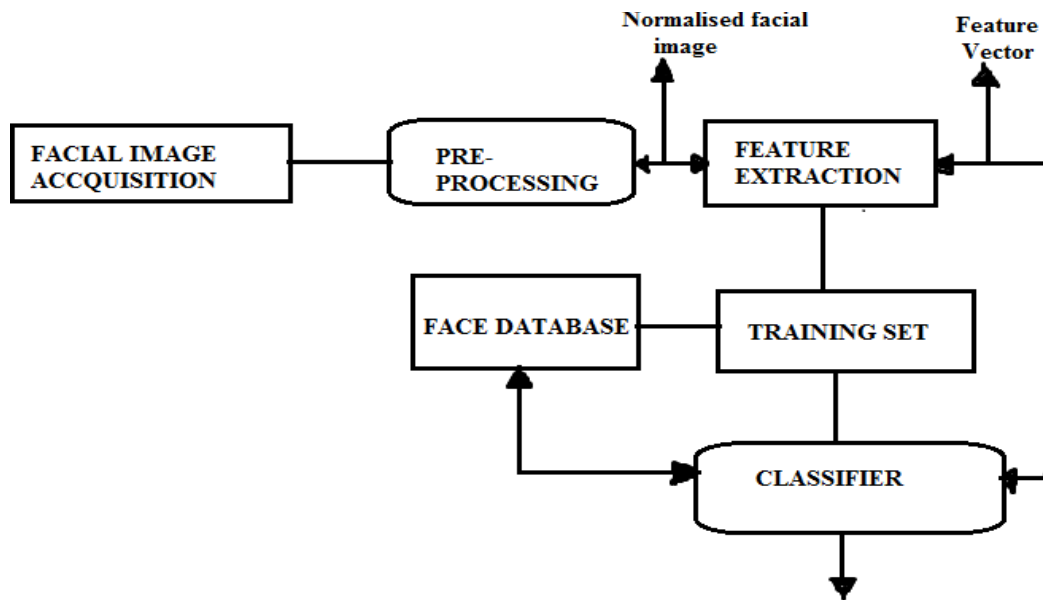 Normalised facial
image
Feature
Vector
FACIAL IMAGE
ACCQUISITION
PRE-
PROCESSING
FEATURE
EXTRACTION
FACE DATABASE
TRAINING SET
CLASSIFIER